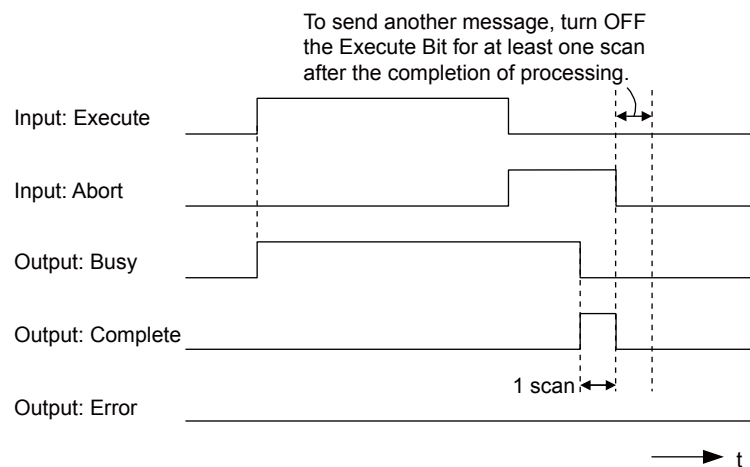 To send another message, turn OFF
the Execute Bit for at least one scan
after the completion of processing.
Input: Execute
Input: Abort
Output: Busy
Output: Complete
1 scan
Output: Error
t